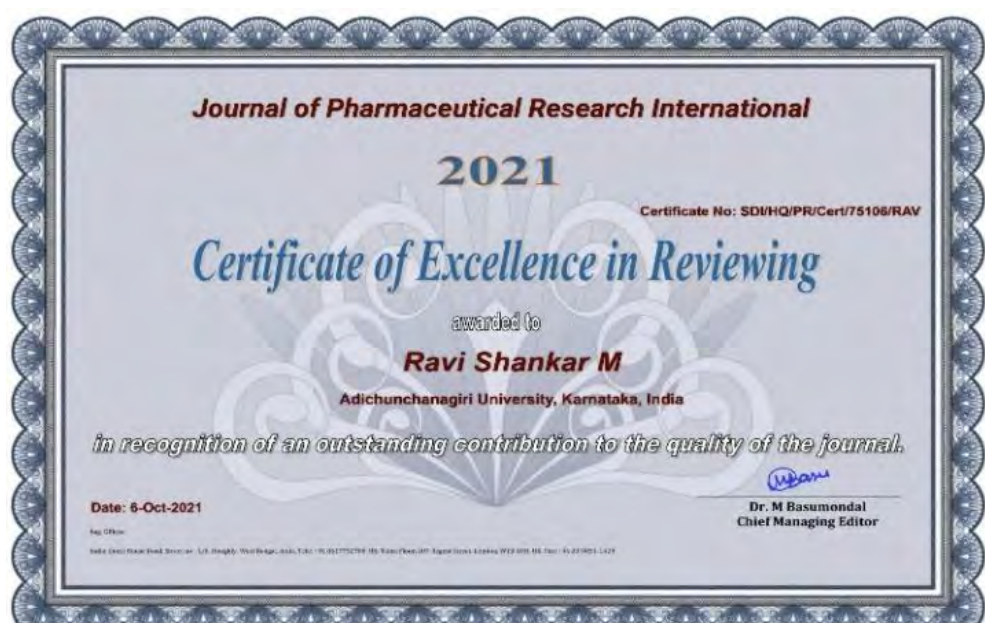 Journal of Pharmaceutical Research International
2021
Certificate No: SDI/HQ/PR/Cert/75106/RAV
Certificate of Excellence in Reviewing
awarded to
Ravi Shankar M
Adichunchanagiri University, Karnataka, India
in recognition of an outstanding contribution to the quality of the journal.
Date: 6-Oct-2021
Dr. M Basumondal
Chief Managing Editor
Reg. Offices